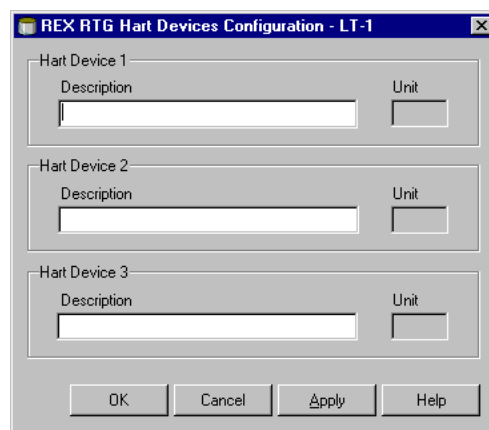 REX RTG Hart Devices Configuration - LT-1
Hart Device 1
Description Unit
Hart Device 2
Description Unit
Hart Device 3
Description Unit
OK Cancel Apply Help